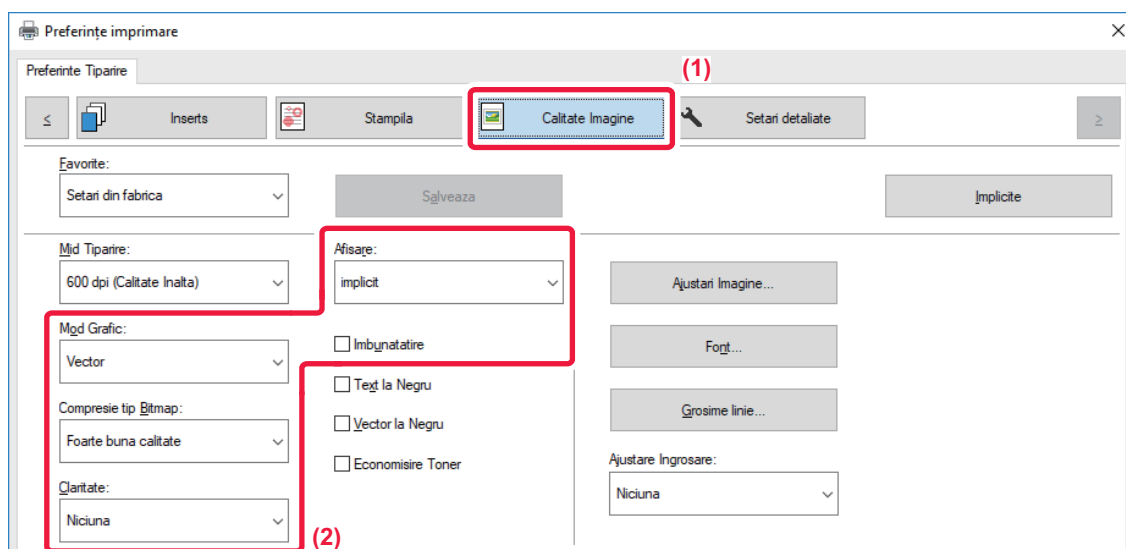 Preferințe imprimare
Preferinte Tiparire
(1)
≤
Inserts
Stampila
Calitate Imagine
Setari detaliate
≥
Favorite:
Setari din fabrica
Salveaza
Implicite
Mid Tiparire:
600 dpi (Calitate Inalta)
Afisare:
implicit
Ajustari Imagine...
Mod Grafic:
Vector
Imbunatatire
Font...
Text la Negru
Compresie tip Bitmap:
Foarte buna calitate
Vector la Negru
Grosime linie...
Economisire Toner
Ajustare Ingrosare:
Niciuna
Claritate:
Niciuna
(2)